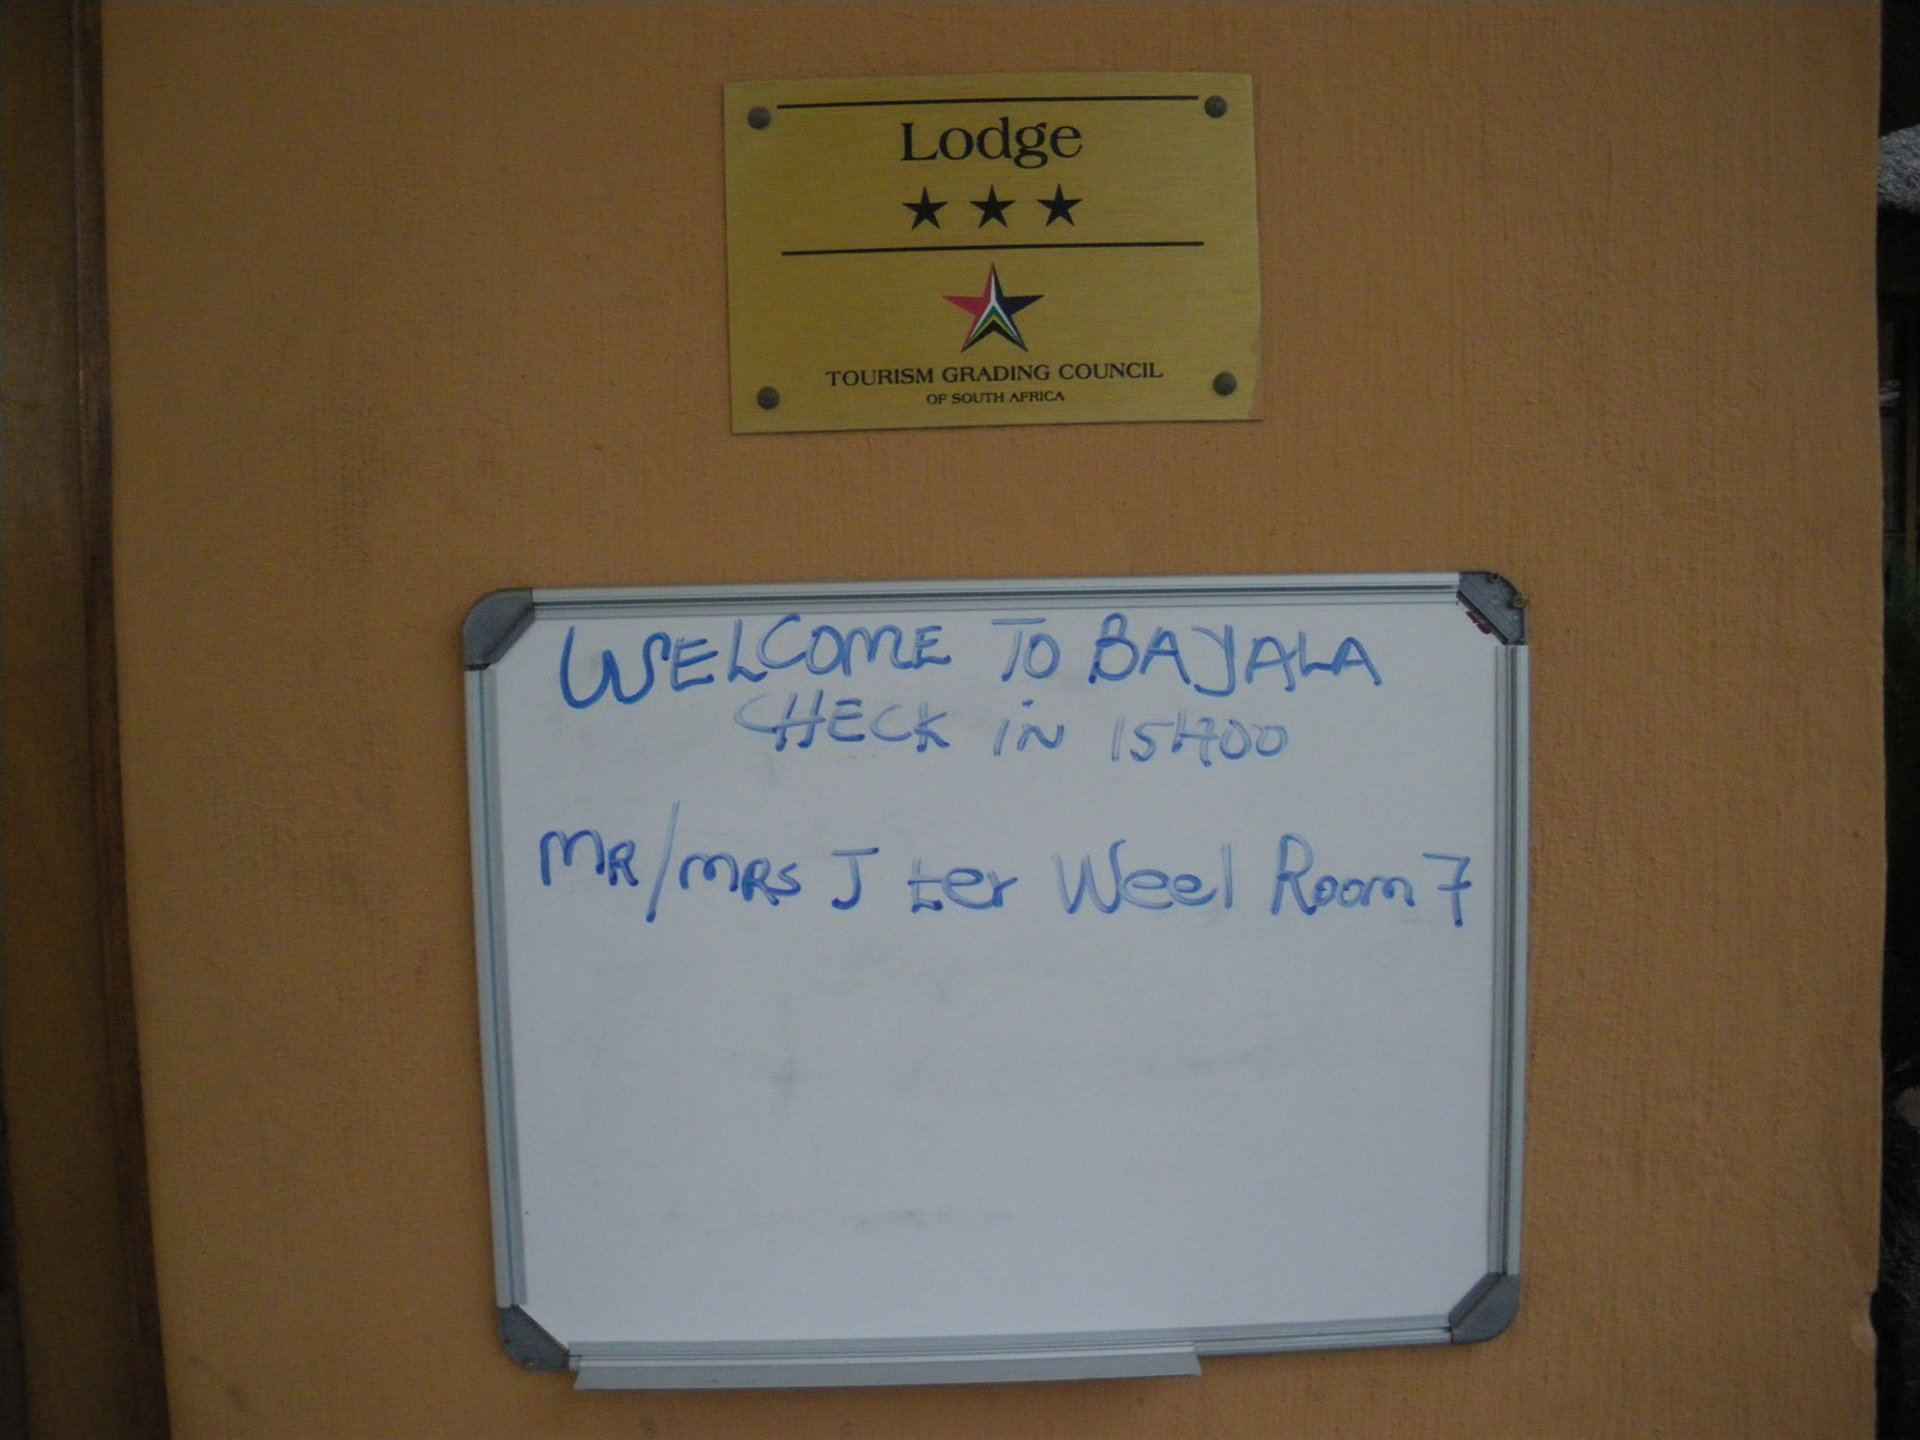 Lodge
TOURISM GRADING COUNCIL
OF SOUTH AFRICA
WELCOME TO BAJALA
CHECK IN 15H00
MR/MRS J ter Weel Room 7